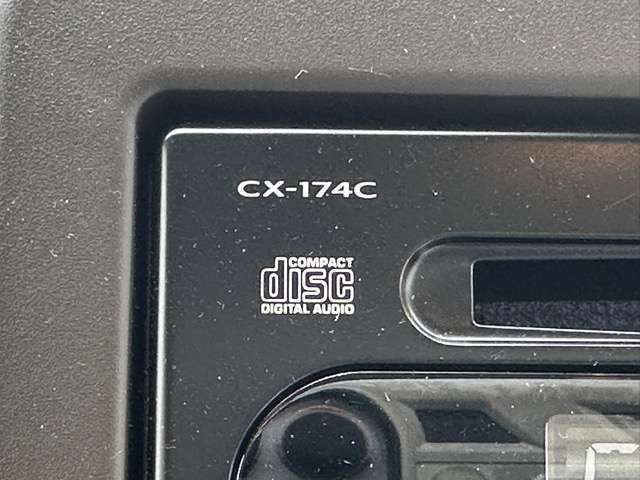 CX-174C
COMPACT
disc
DIGITAL AUDIO